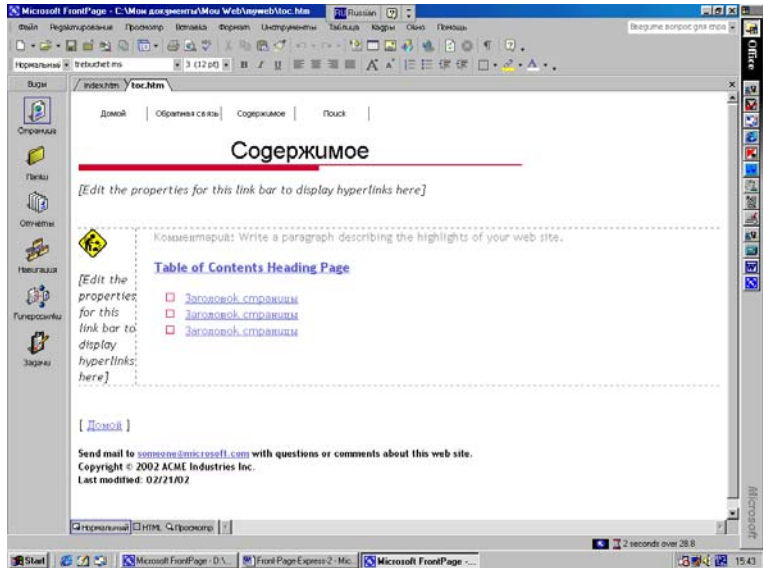 Microsoft FrontPage - C:\Мои документы\Мои Web\myweb\toc.htm
RU Russian
Файл Редактирование Просмотр Вставка Формат Инструменты Таблица Кадры Окно Помощь
Введите вопрос для спра
Нормальный trebuchet ms 3 (12 pt)
Виды index.htm toc.htm
Office
Домой Обратная связь Содержимое Поиск
Страница
Содержимое
Папки
[Edit the properties for this link bar to display hyperlinks here]
Отчеты
Комментарий: Write a paragraph describing the highlights of your web site.
Навигация
Table of Contents Heading Page
[Edit the
properties
for this
link bar to
display
hyperlinks
here]
Заголовок страницы
Заголовок страницы
Заголовок страницы
Гиперссылки
Задачи
[ Домой ]
Send mail to someone@microsoft.com with questions or comments about this web site.
Copyright © 2002 ACME Industries Inc.
Last modified: 02/21/02
Microsoft
Нормальный HTML Просмотр
2 seconds over 28.8
Start Microsoft FrontPage - D:\... Front Page-Express-2 - Mic... Microsoft FrontPage -... 15:43